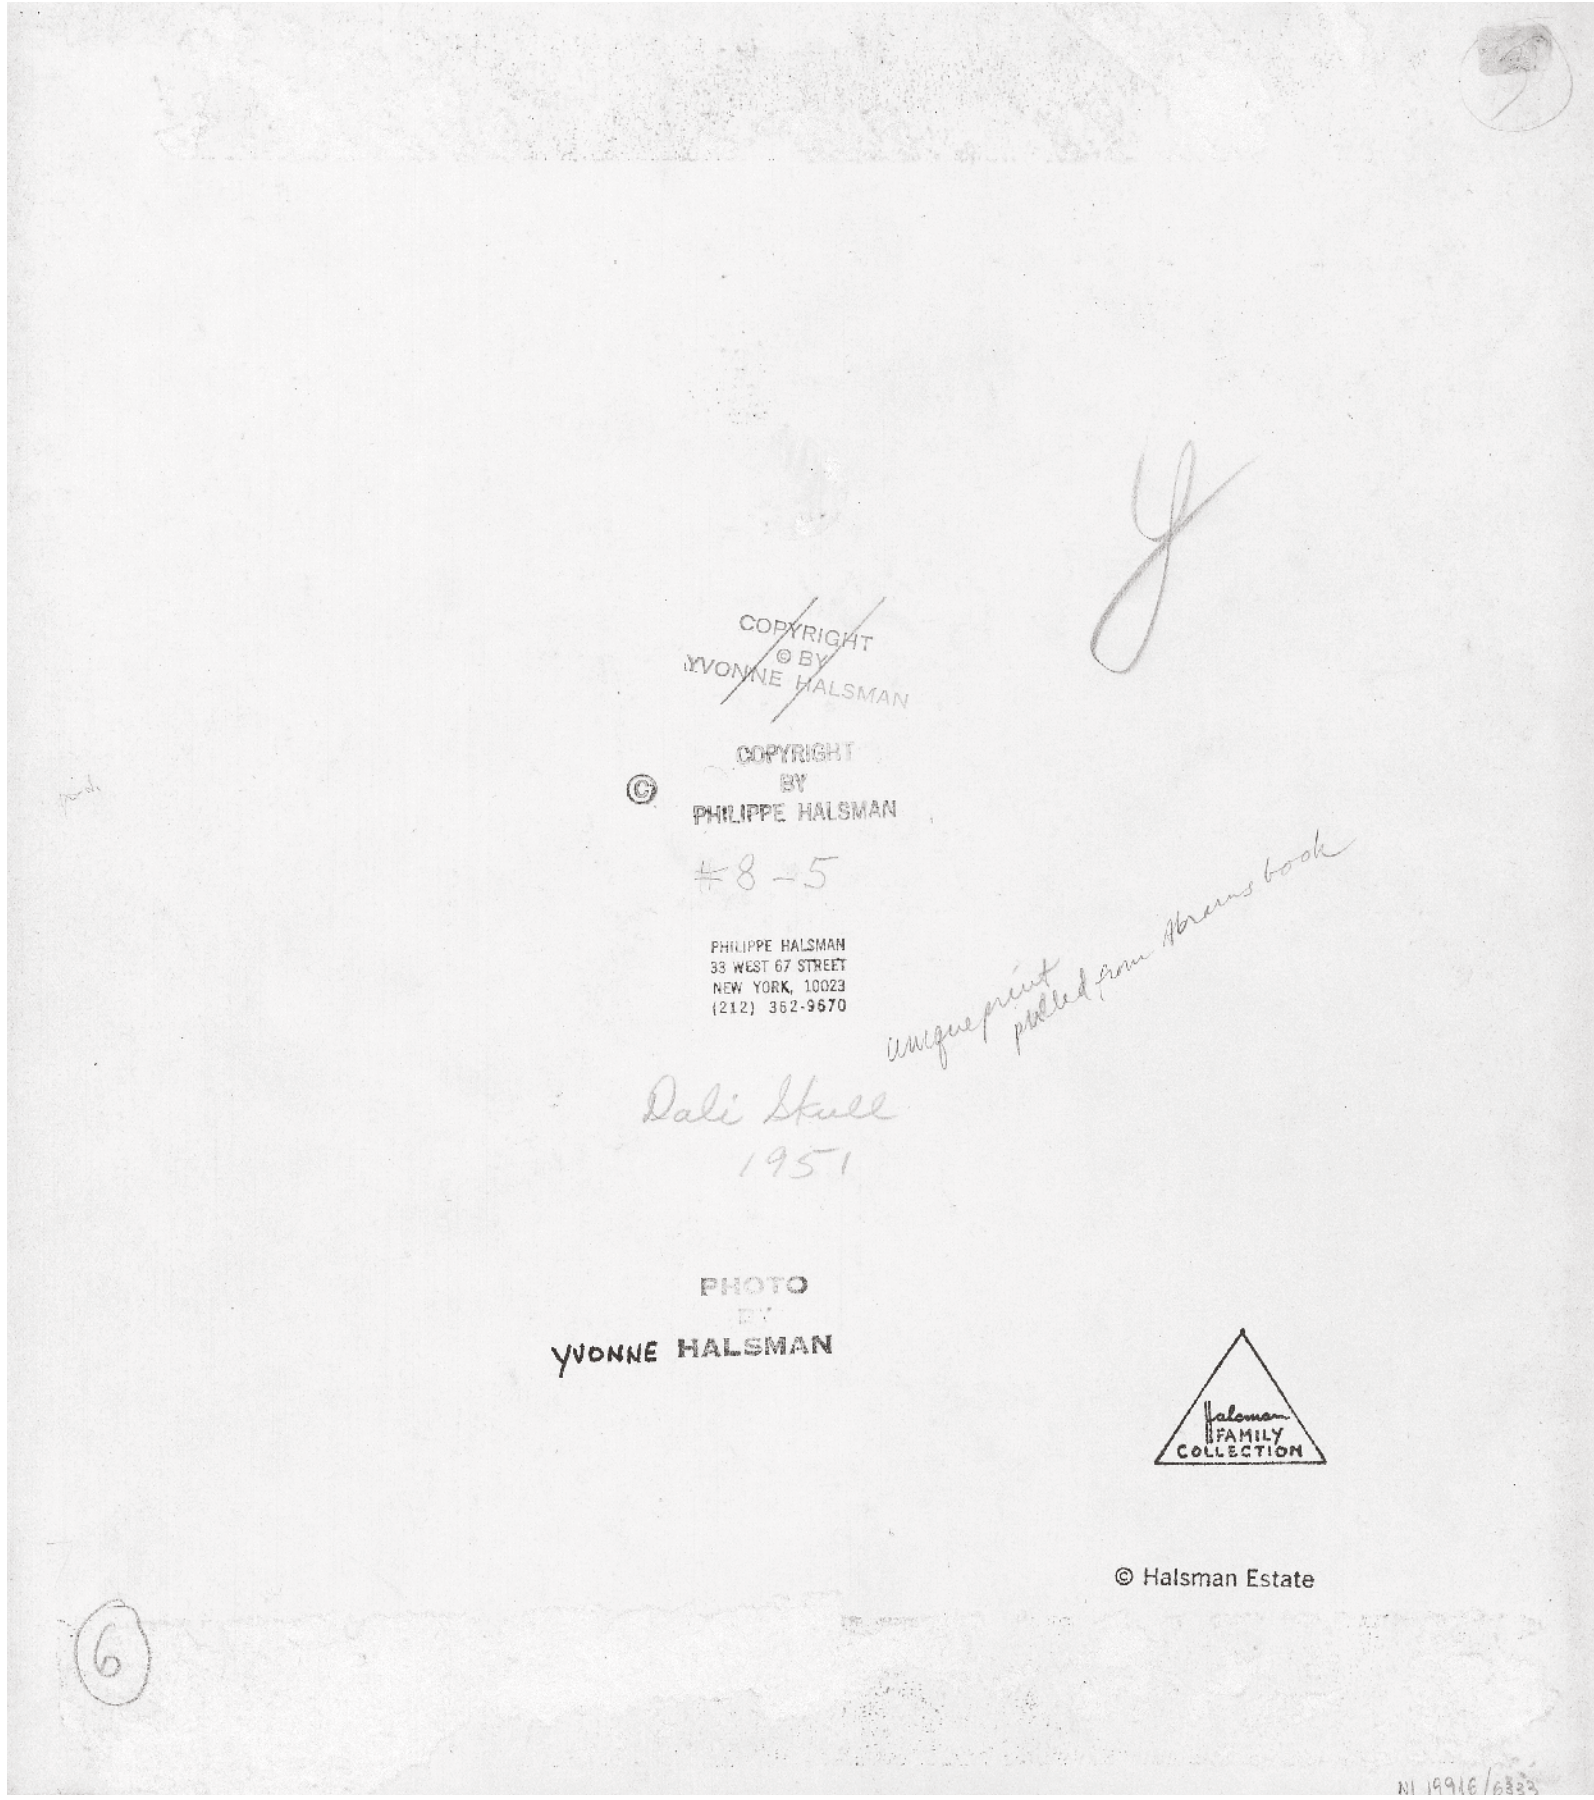 Y
COPYRIGHT
© BY
YVONNE HALSMAN
COPYRIGHT
© BY
PHILIPPE HALSMAN
#8-5
unique print
pulled from Abrams book
PHILIPPE HALSMAN
33 WEST 67 STREET
NEW YORK, 10023
(212) 362-9670
Dali Skull
1951
PHOTO
BY
YVONNE HALSMAN
Halsman
FAMILY
COLLECTION
© Halsman Estate
6